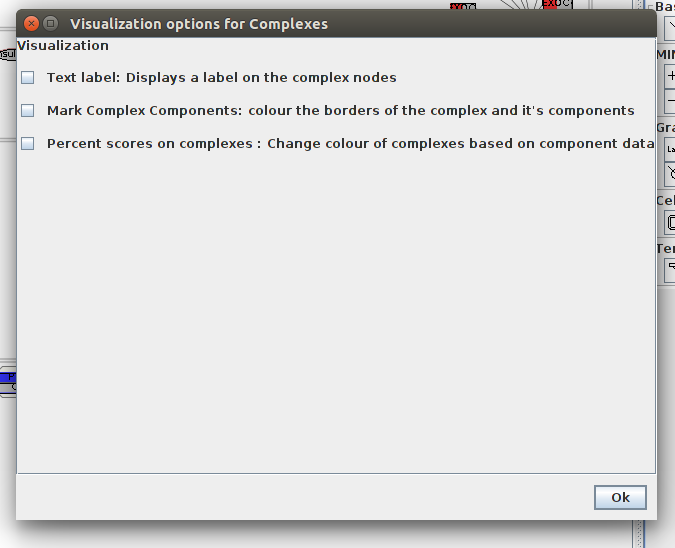 EXOC
Visualization options for Complexes
Visualization
Text label: Displays a label on the complex nodes
Mark Complex Components: colour the borders of the complex and it's components
Percent scores on complexes : Change colour of complexes based on component data
Ok